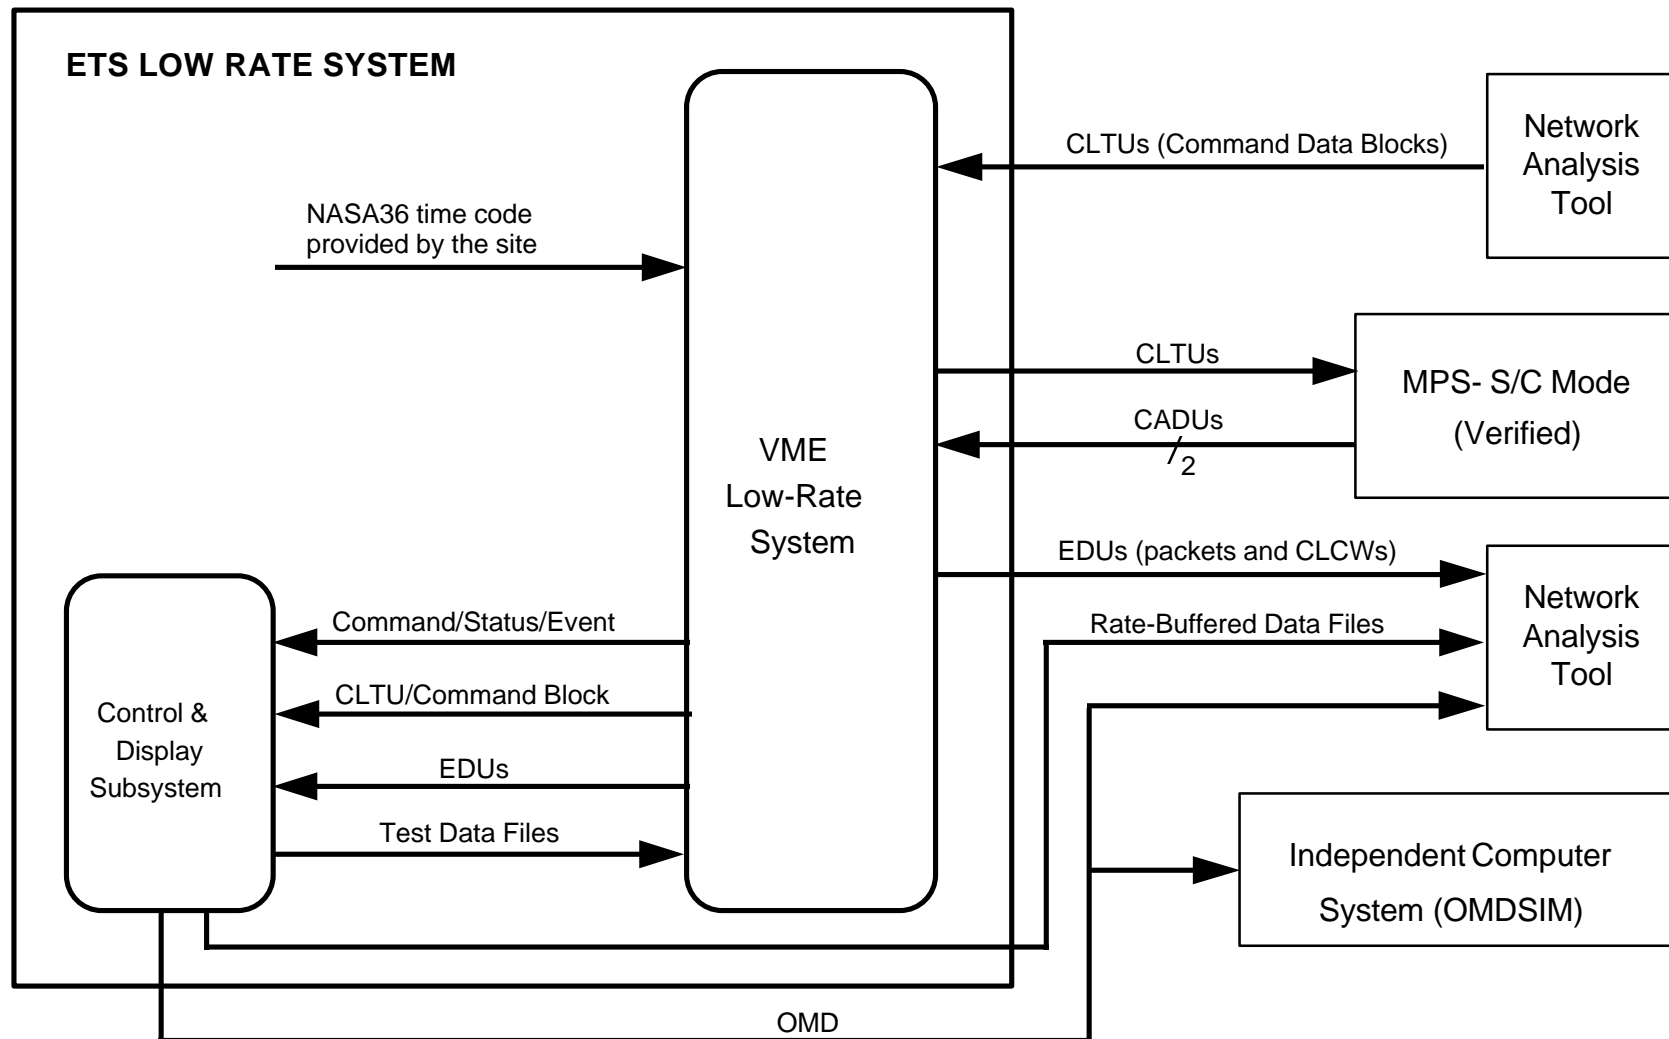 ETS LOW RATE SYSTEM
Network
Analysis
Tool
CLTUs (Command Data Blocks)
NASA36 time code
provided by the site
CLTUs
MPS- S/C Mode
(Verified)
CADUs
2
VME
Low-Rate
System
EDUs (packets and CLCWs)
Rate-Buffered Data Files
Network
Analysis
Tool
Command/Status/Event
CLTU/Command Block
EDUs
Test Data Files
Control &
Display
Subsystem
Independent Computer
System (OMDSIM)
OMD